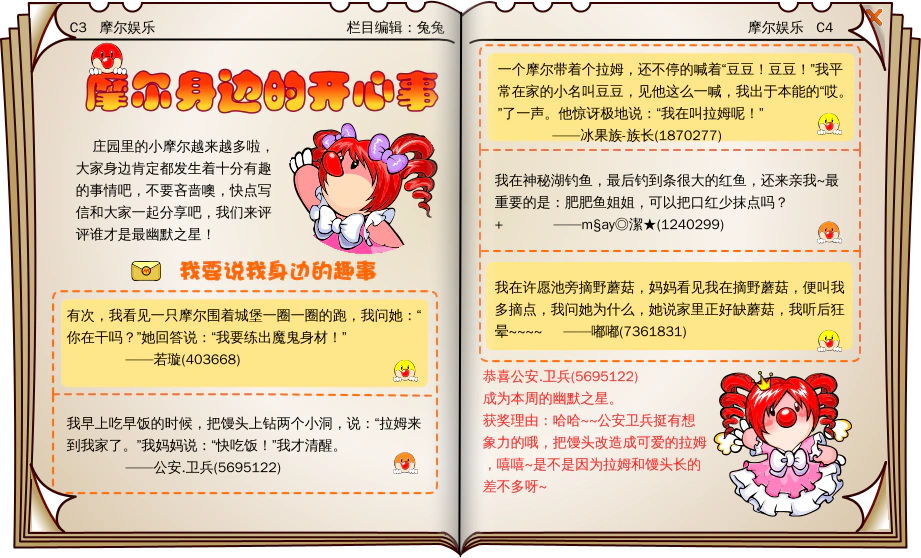 C3 摩尔娱乐
栏目编辑：兔兔
摩尔身边的开心事
庄园里的小摩尔越来越多啦，
大家身边肯定都发生着十分有趣
的事情吧，不要吝啬噢，快点写
信和大家一起分享吧，我们来评
评谁才是最幽默之星！
我要说我身边的趣事
有次，我看见一只摩尔围着城堡一圈一圈的跑，我问她：“
你在干吗？”她回答说：“我要练出魔鬼身材！”
——若璇(403668)
我早上吃早饭的时候，把馒头上钻两个小洞，说：“拉姆来
到我家了。”我妈妈说：“快吃饭！”我才清醒。
——公安.卫兵(5695122)
摩尔娱乐 C4
一个摩尔带着个拉姆，还不停的喊着“豆豆！豆豆！”我平
常在家的小名叫豆豆，见他这么一喊，我出于本能的“哎。
”了一声。他惊讶极地说：“我在叫拉姆呢！”
——冰果族-族长(1870277)
我在神秘湖钓鱼，最后钓到条很大的红鱼，还来亲我~最
重要的是：肥肥鱼姐姐，可以把口红少抹点吗？
+ ——m§ay◎潔★(1240299)
我在许愿池旁摘野蘑菇，妈妈看见我在摘野蘑菇，便叫我
多摘点，我问她为什么，她说家里正好缺蘑菇，我听后狂
晕~~~~ ——嘟嘟(7361831)
恭喜公安.卫兵(5695122)
成为本周的幽默之星。
获奖理由：哈哈~~公安卫兵挺有想
象力的哦，把馒头改造成可爱的拉姆
，嘻嘻~是不是因为拉姆和馒头长的
差不多呀~